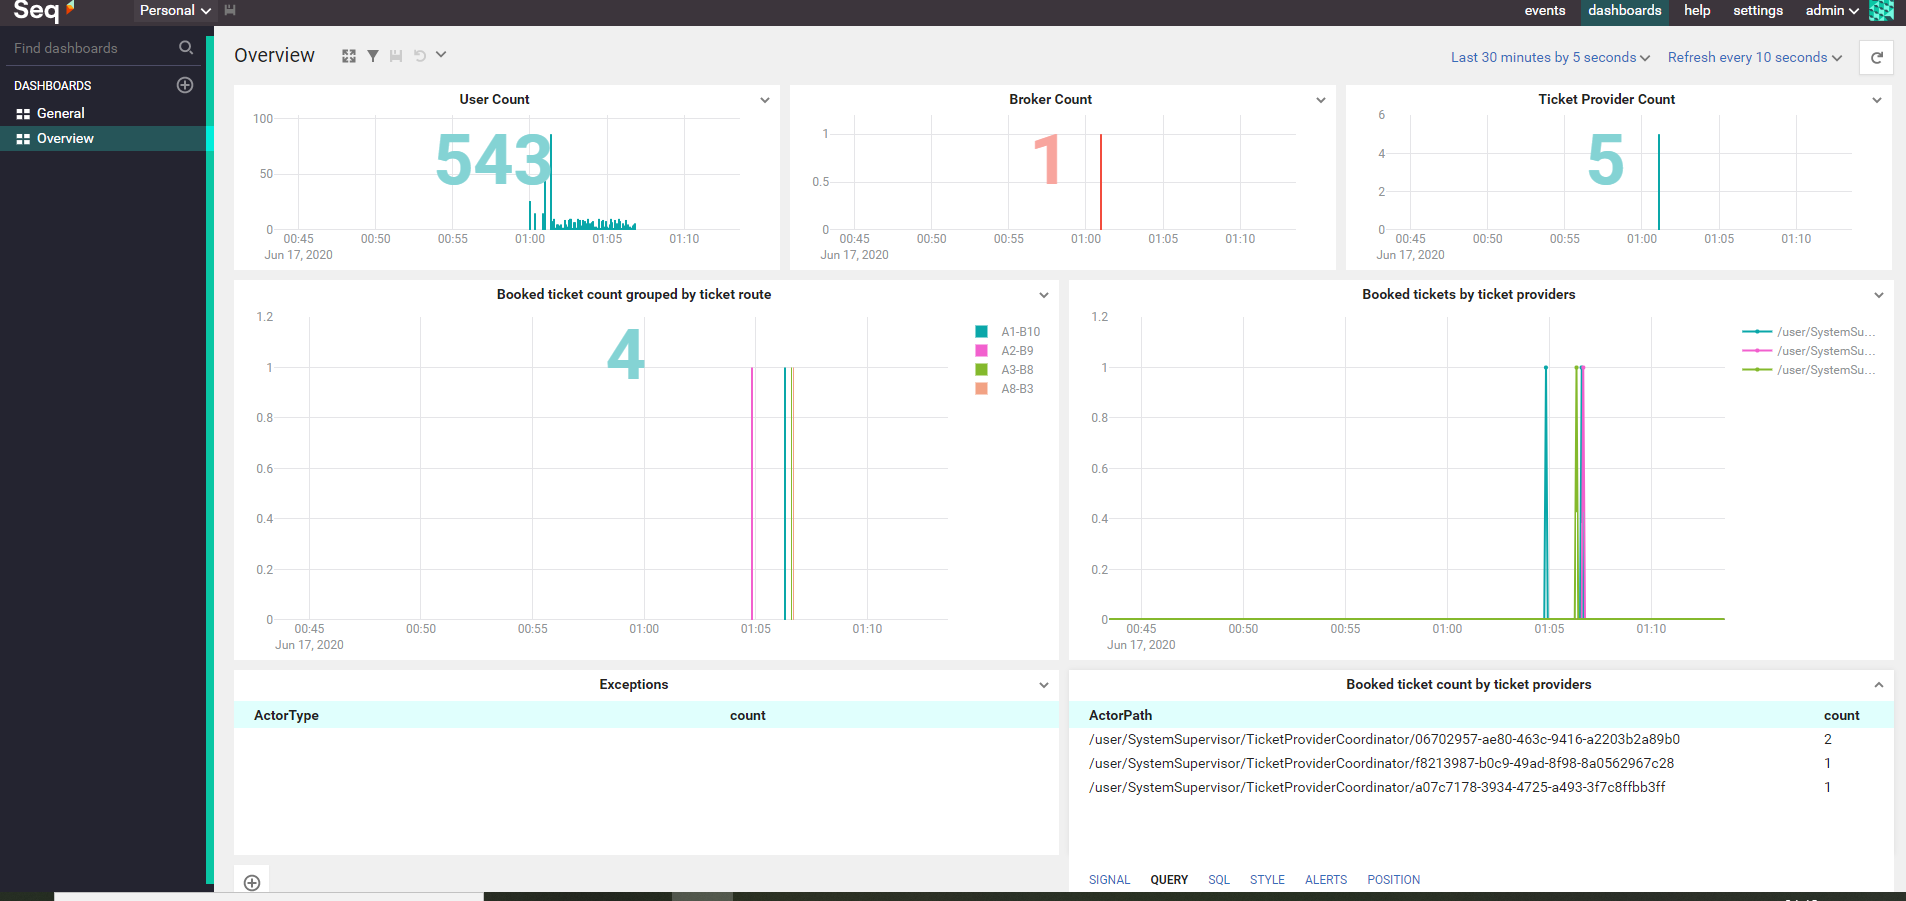 Seq
Personal
events dashboards help settings admin
Find dashboards
DASHBOARDS
General
Overview
Overview
Last 30 minutes by 5 seconds Refresh every 10 seconds
User Count
100
50
0
543
00:45 00:50 00:55 01:00 01:05 01:10
Jun 17, 2020
Broker Count
1
0.5
0
1
00:45 00:50 00:55 01:00 01:05 01:10
Jun 17, 2020
Ticket Provider Count
6
4
2
0
5
00:45 00:50 00:55 01:00 01:05 01:10
Jun 17, 2020
Booked ticket count grouped by ticket route
1.2
1
0.8
0.6
0.4
0.2
0
4
00:45 00:50 00:55 01:00 01:05 01:10
Jun 17, 2020
A1-B10
A2-B9
A3-B8
A8-B3
Booked tickets by ticket providers
1.2
1
0.8
0.6
0.4
0.2
0
00:45 00:50 00:55 01:00 01:05 01:10
Jun 17, 2020
/user/SystemSu...
/user/SystemSu...
/user/SystemSu...
Exceptions
ActorType count
Booked ticket count by ticket providers
ActorPath count
/user/SystemSupervisor/TicketProviderCoordinator/06702957-ae80-463c-9416-a2203b2a89b0 2
/user/SystemSupervisor/TicketProviderCoordinator/f8213987-b0c9-49ad-8f98-8a0562967c28 1
/user/SystemSupervisor/TicketProviderCoordinator/a07c7178-3934-4725-a493-3f7c8ffbb3ff 1
SIGNAL QUERY SQL STYLE ALERTS POSITION